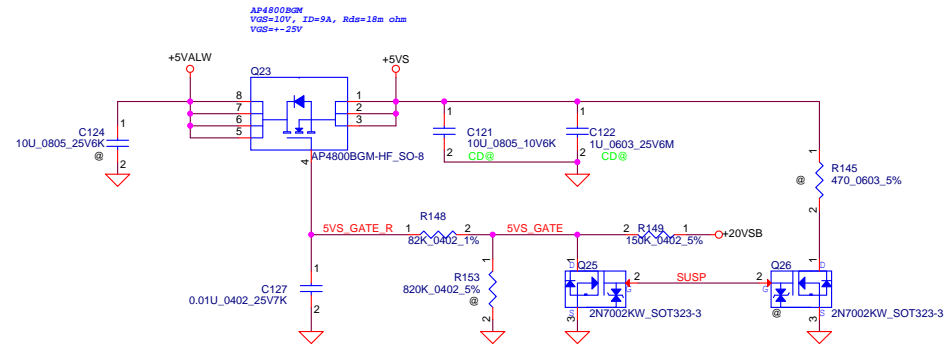 AP4800BGM
VGS=10V, ID=9A, Rds=18m ohm
VGS=+-25V
+5VALW
+5VS
Q23
8
7
6
5
1
2
3
4
AP4800BGM-HF_SO-8
1
C124
10U_0805_25V6K
@
2
1
C121
10U_0805_10V6K
2
CD@
1
C122
1U_0603_25V6M
2
CD@
1
R145
470_0603_5%
@
2
5VS_GATE_R
1
R148
2
82K_0402_1%
5VS_GATE
2
R149
1
150K_0402_5%
+20VSB
1
C127
0.01U_0402_25V7K
2
1
R153
820K_0402_5%
@
2
1
D
Q25
2
G
S
3
2N7002KW_SOT323-3
SUSP
Q26
1
D
2
G
@
S
3
2N7002KW_SOT323-3